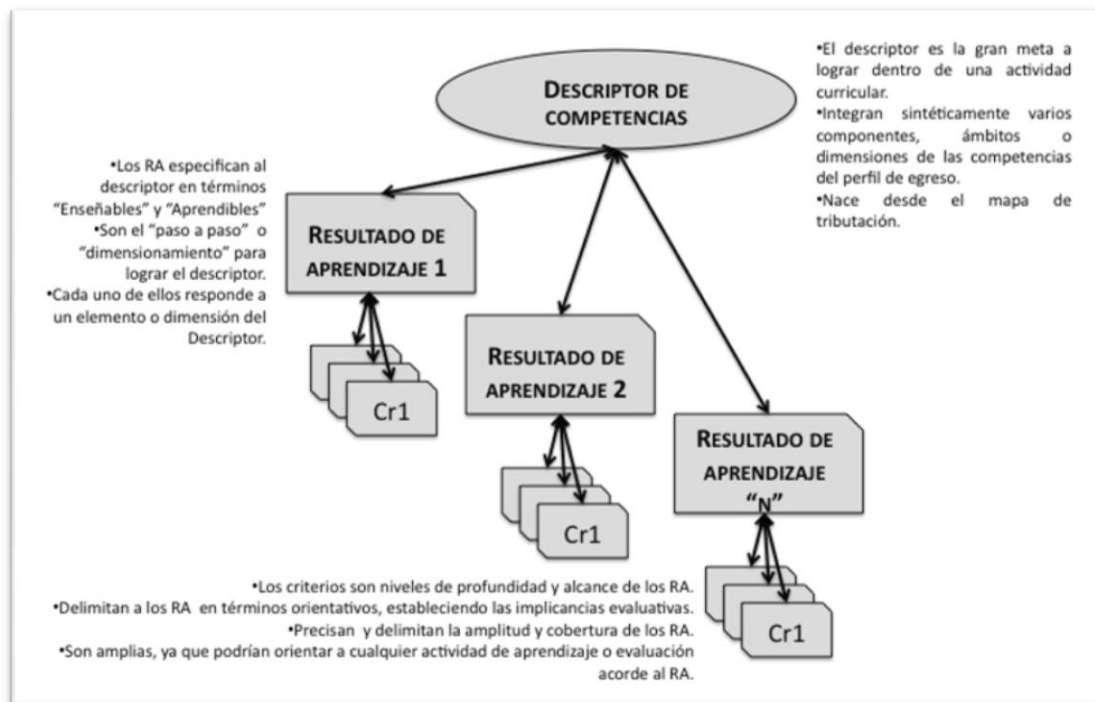 DESCRIPTOR DE
COMPETENCIAS
•El descriptor es la gran meta a
lograr dentro de una actividad
curricular.
•Integran sintéticamente varios
componentes, ámbitos o
dimensiones de las competencias
del perfil de egreso.
•Nace desde el mapa de
tributación.
•Los RA especifican al
descriptor en términos
“Enseñables” y “Aprendibles”
•Son el “paso a paso” o
“dimensionamiento” para
lograr el descriptor.
•Cada uno de ellos responde a
un elemento o dimensión del
Descriptor.
RESULTADO DE
APRENDIZAJE 1
Cr1
RESULTADO DE
APRENDIZAJE 2
Cr1
RESULTADO DE
APRENDIZAJE
“N”
Cr1
•Los criterios son niveles de profundidad y alcance de los RA.
•Delimitan a los RA en términos orientativos, estableciendo las implicancias evaluativas.
•Precisan y delimitan la amplitud y cobertura de los RA.
•Son amplias, ya que podrían orientar a cualquier actividad de aprendizaje o evaluación
acorde al RA.